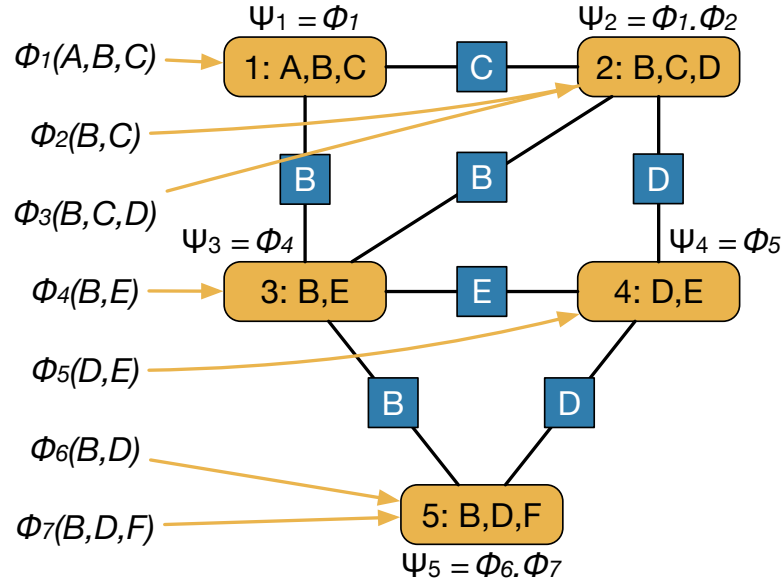 Ψ1 = Φ1
Ψ2 = Φ1.Φ2
Φ1(A,B,C)
1: A,B,C
C
2: B,C,D
Φ2(B,C)
B
B
D
Φ3(B,C,D)
Ψ3 = Φ4
Ψ4 = Φ5
Φ4(B,E)
3: B,E
E
4: D,E
Φ5(D,E)
B
D
Φ6(B,D)
5: B,D,F
Φ7(B,D,F)
Ψ5 = Φ6.Φ7